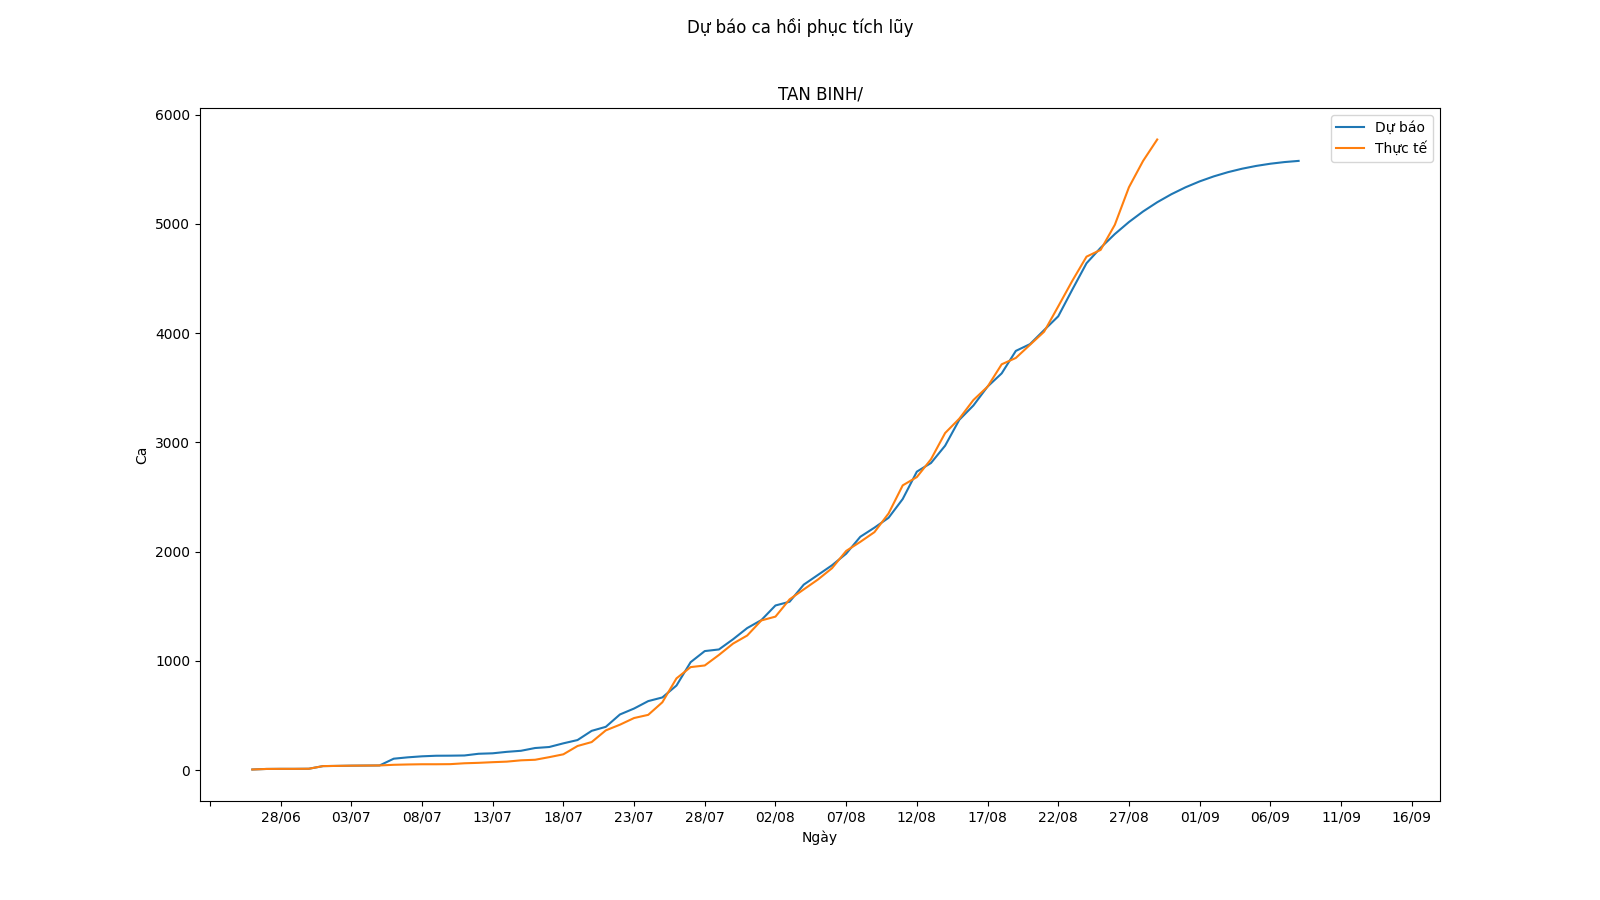 Dự báo ca hồi phục tích lũy
TAN BINH/
6000
5000
4000
3000
2000
1000
0
Ca
Dự báo
Thực tế
28/06 03/07 08/07 13/07 18/07 23/07 28/07 02/08 07/08 12/08 17/08 22/08 27/08 01/09 06/09 11/09 16/09
Ngày